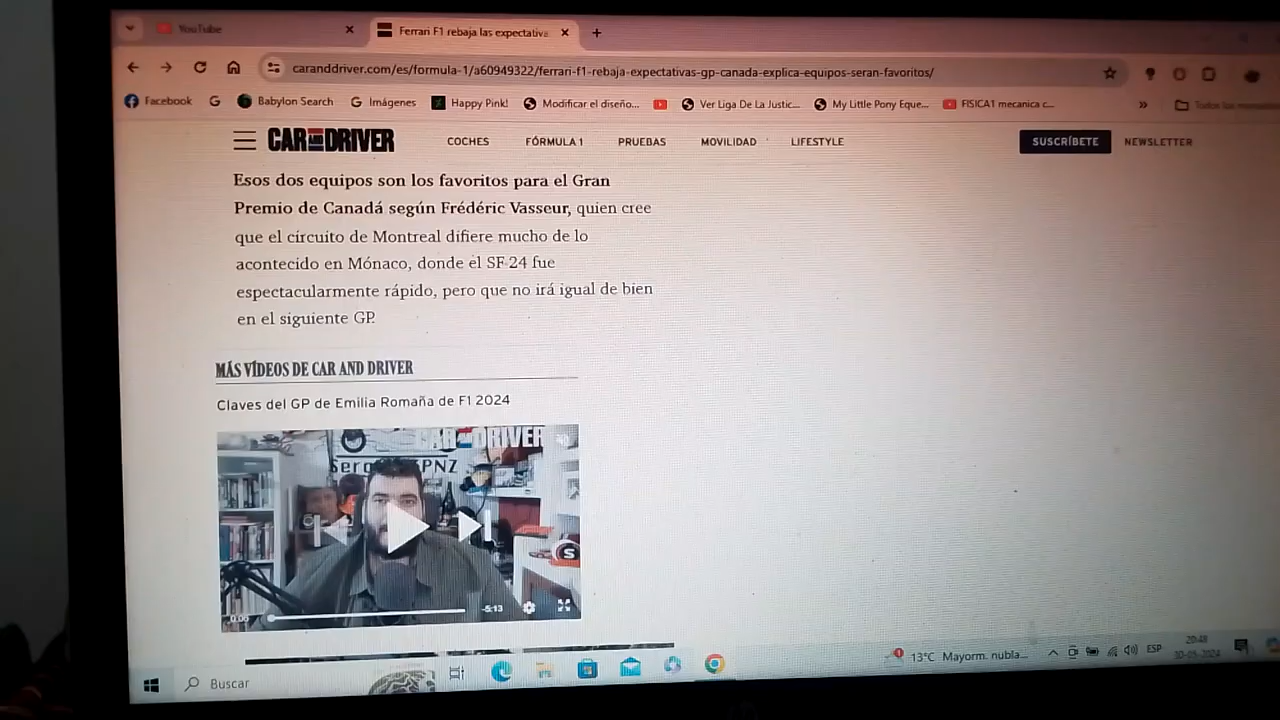 YouTube
Ferrari F1 rebaja las expectativa
caranddriver.com/es/formula-1/a60949322/ferrari-f1-rebaja-expectativas-gp-canada-explica-equipos-seran-favoritos/
Facebook
Babylon Search
Imágenes
Happy Pink!
Modificar el diseño...
Ver Liga De La Justic...
My Little Pony Eque...
FISICA1 mecanica c...
»
CAR AND DRIVER
COCHES
FÓRMULA 1
PRUEBAS
MOVILIDAD
LIFESTYLE
SUSCRÍBETE
NEWSLETTER
Esos dos equipos son los favoritos para el Gran
Premio de Canadá según Frédéric Vasseur, quien cree
que el circuito de Montreal difiere mucho de lo
acontecido en Mónaco, donde el SF-24 fue
espectacularmente rápido, pero que no irá igual de bien
en el siguiente GP.
MÁS VÍDEOS DE CAR AND DRIVER
Claves del GP de Emilia Romaña de F1 2024
CAR AND DRIVER
0:06
-5:13
Buscar
13°C Mayorm. nubla...
ESP
20:48